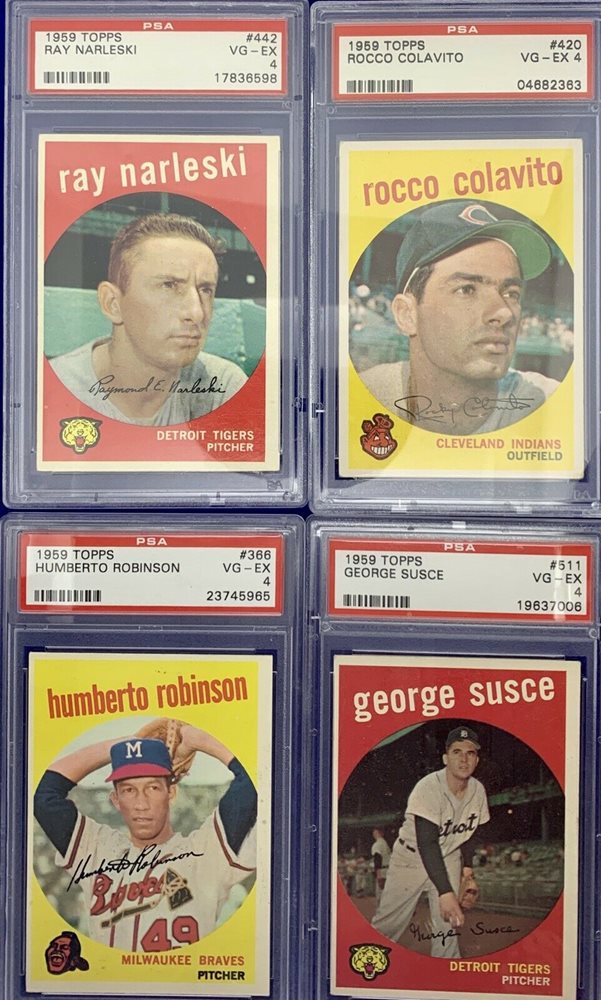 PSA
1959 TOPPS #442
RAY NARLESKI VG-EX
4
17836598
ray narleski
Raymond E. Narleski
DETROIT TIGERS
PITCHER
PSA
1959 TOPPS #420
ROCCO COLAVITO VG-EX 4
04682363
rocco colavito
C
Rocky Colavito
CLEVELAND INDIANS
OUTFIELD
PSA
1959 TOPPS #366
HUMBERTO ROBINSON VG-EX
4
23745965
humberto robinson
M
Humberto Robinson
Braves
49
MILWAUKEE BRAVES
PITCHER
PSA
1959 TOPPS #511
GEORGE SUSCE VG-EX
4
19637006
george susce
D
Detroit
George Susce
DETROIT TIGERS
PITCHER